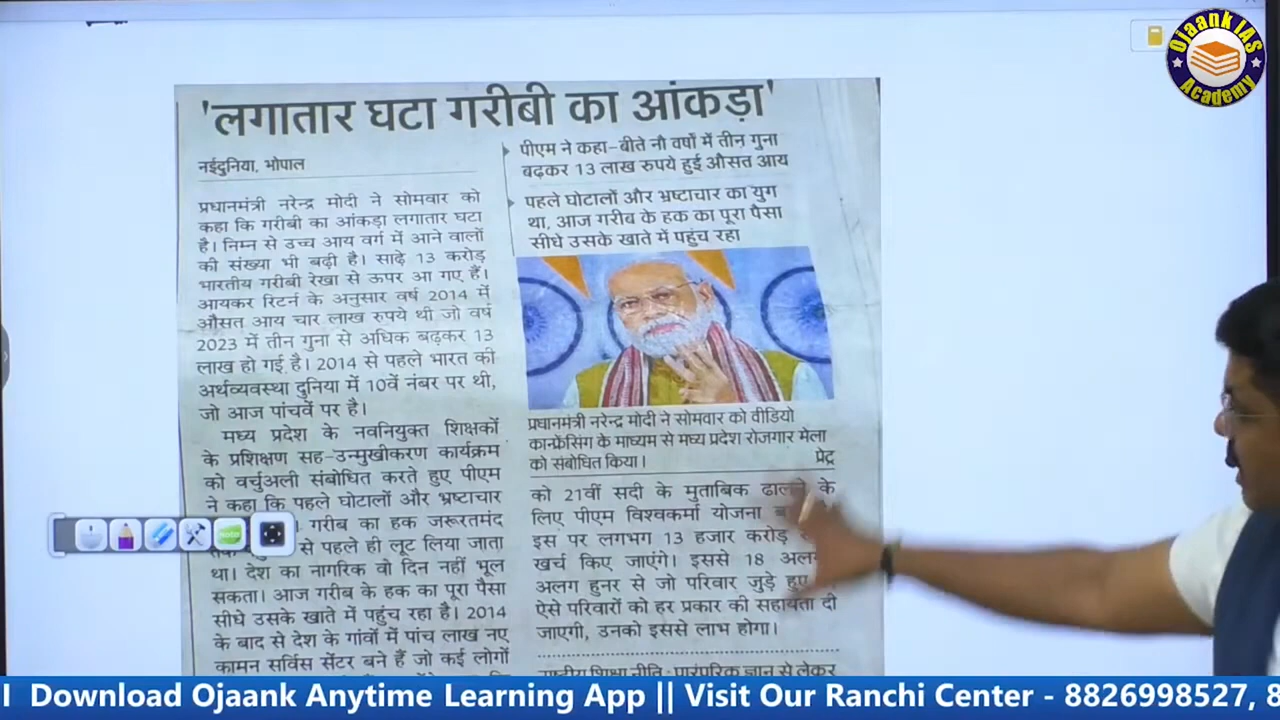 Ojaank IAS Academy
'लगातार घटा गरीबी का आंकड़ा'
नईदुनिया, भोपाल
प्रधानमंत्री नरेन्द्र मोदी ने सोमवार को
कहा कि गरीबी का आंकड़ा लगातार घटा
है। निम्न से उच्च आय वर्ग में आने वालों
की संख्या भी बढ़ी है। साढ़े 13 करोड़
भारतीय गरीबी रेखा से ऊपर आ गए हैं।
आयकर रिटर्न के अनुसार वर्ष 2014 में
औसत आय चार लाख रुपये थी जो वर्ष
2023 में तीन गुना से अधिक बढ़कर 13
लाख हो गई है। 2014 से पहले भारत की
अर्थव्यवस्था दुनिया में 10वें नंबर पर थी,
जो आज पांचवें पर है।
मध्य प्रदेश के नवनियुक्त शिक्षकों
के प्रशिक्षण सह-उन्मुखीकरण कार्यक्रम
को वर्चुअली संबोधित करते हुए पीएम
ने कहा कि पहले घोटालों और भ्रष्टाचार
गरीब का हक जरूरतमंद
से पहले ही लूट लिया जाता
था। देश का नागरिक वो दिन नहीं भूल
सकता। आज गरीब के हक का पूरा पैसा
सीधे उसके खाते में पहुंच रहा है। 2014
के बाद से देश के गांवों में पांच लाख नए
कामन सर्विस सेंटर बने हैं जो कई लोगों
पीएम ने कहा-बीते नौ वर्षों में तीन गुना
बढ़कर 13 लाख रुपये हुई औसत आय
पहले घोटालों और भ्रष्टाचार का युग
था, आज गरीब के हक का पूरा पैसा
सीधे उसके खाते में पहुंच रहा
प्रधानमंत्री नरेंद्र मोदी ने सोमवार को वीडियो
कान्फ्रेंसिंग के माध्यम से मध्य प्रदेश रोजगार मेला
को संबोधित किया। प्रेट्र
को 21वीं सदी के मुताबिक ढालने के
लिए पीएम विश्वकर्मा योजना
इस पर लगभग 13 हजार करोड़
खर्च किए जाएंगे। इससे 18 अलग
अलग हुनर से जो परिवार जुड़े हुए
ऐसे परिवारों को हर प्रकार की सहायता दी
जाएगी, उनको इससे लाभ होगा।
राष्ट्रीय शिक्षा नीति : पारंपरिक ज्ञान से लेकर
Download Ojaank Anytime Learning App || Visit Our Ranchi Center - 8826998527, 8